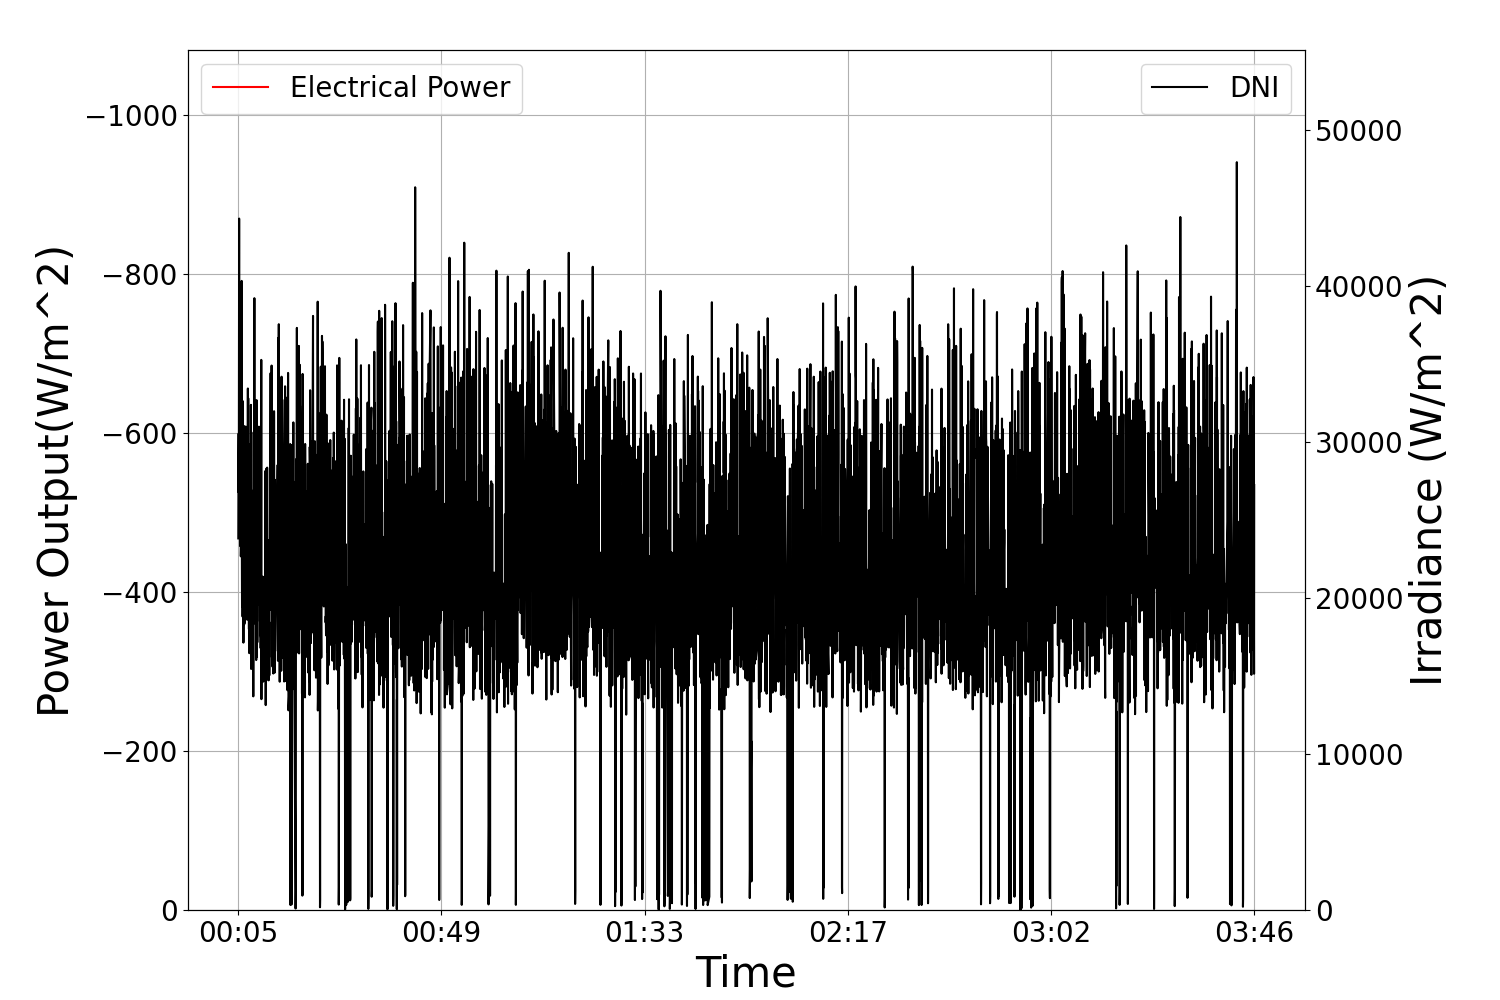 Electrical Power
DNI
Power Output(W/m^2)
−1000
−800
−600
−400
−200
0
50000
40000
30000
20000
10000
0
Irradiance (W/m^2)
00:05 00:49 01:33 02:17 03:02 03:46
Time